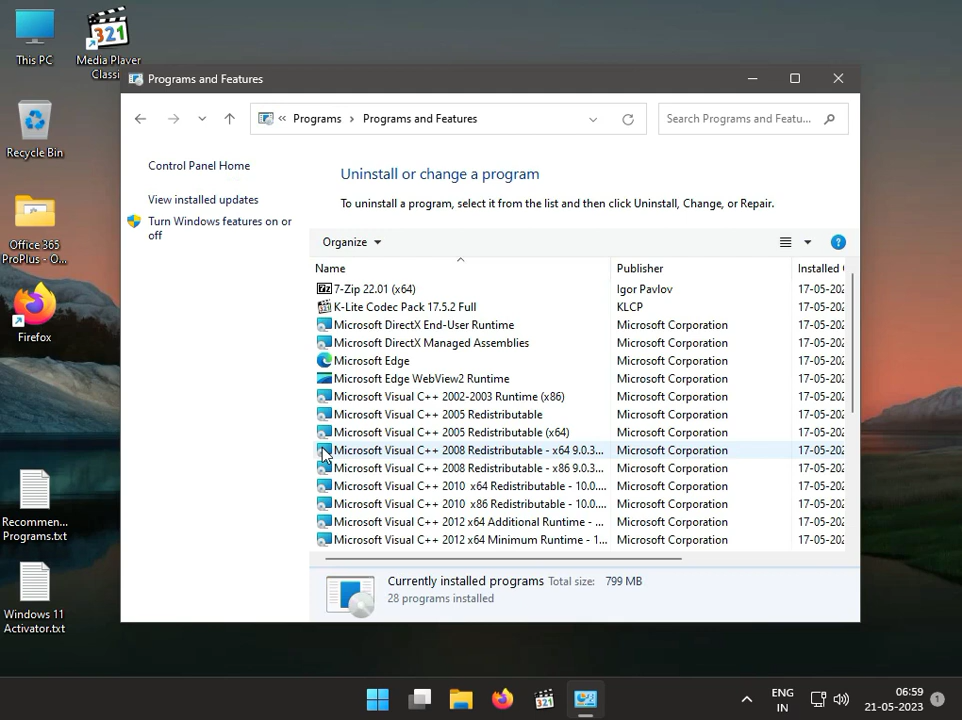 This PC
Media Player
Classi
Recycle Bin
Office 365
ProPlus - O...
Firefox
Recommen...
Programs.txt
Windows 11
Activator.txt
Programs and Features
Programs
Programs and Features
Search Programs and Featu...
Control Panel Home
View installed updates
Turn Windows features on or
off
Uninstall or change a program
To uninstall a program, select it from the list and then click Uninstall, Change, or Repair.
Organize
Name Publisher Installed
7-Zip 22.01 (x64) Igor Pavlov 17-05-202
K-Lite Codec Pack 17.5.2 Full KLCP 17-05-202
Microsoft DirectX End-User Runtime Microsoft Corporation 17-05-202
Microsoft DirectX Managed Assemblies Microsoft Corporation 17-05-202
Microsoft Edge Microsoft Corporation 17-05-202
Microsoft Edge WebView2 Runtime Microsoft Corporation 17-05-202
Microsoft Visual C++ 2002-2003 Runtime (x86) Microsoft Corporation 17-05-202
Microsoft Visual C++ 2005 Redistributable Microsoft Corporation 17-05-202
Microsoft Visual C++ 2005 Redistributable (x64) Microsoft Corporation 17-05-202
Microsoft Visual C++ 2008 Redistributable - x64 9.0.3... Microsoft Corporation 17-05-202
Microsoft Visual C++ 2008 Redistributable - x86 9.0.3... Microsoft Corporation 17-05-202
Microsoft Visual C++ 2010 x64 Redistributable - 10.0.... Microsoft Corporation 17-05-202
Microsoft Visual C++ 2010 x86 Redistributable - 10.0.... Microsoft Corporation 17-05-202
Microsoft Visual C++ 2012 x64 Additional Runtime - ... Microsoft Corporation 17-05-202
Microsoft Visual C++ 2012 x64 Minimum Runtime - 1... Microsoft Corporation 17-05-202
Currently installed programs Total size: 799 MB
28 programs installed
321
321
ENG
IN
06:59
21-05-2023
1